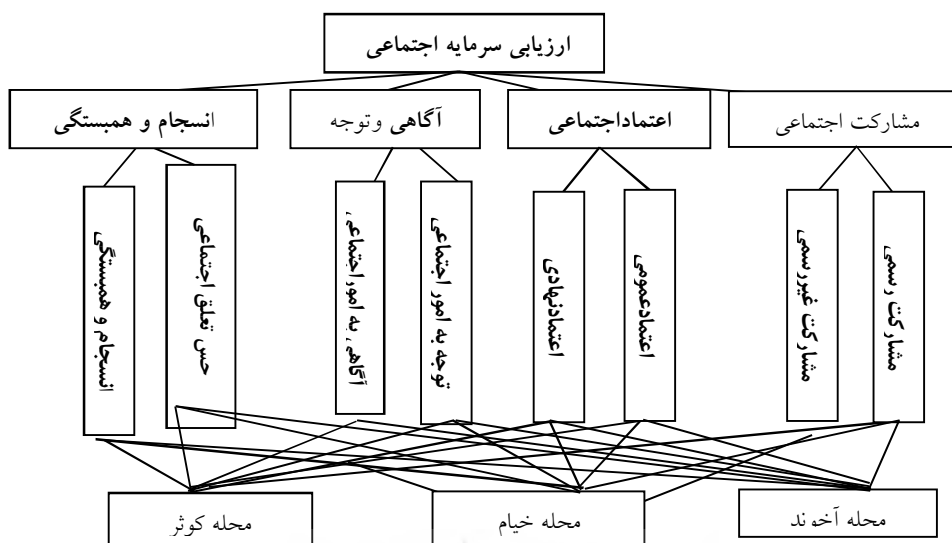 ارزیابی سرمایه اجتماعی
مشارکت اجتماعی
اعتماداجتماعی
آگاهی وتوجه
انسجام و همبستگی
مشارکت رسمی
مشارکت غیررسمی
اعتمادعمومی
اعتمادنهادی
توجه به امور اجتماعی
آگاهی به امور اجتماعی
حس تعلق اجتماعی
انسجام و همبستگی
محله آخوند
محله خیام
محله کوثر